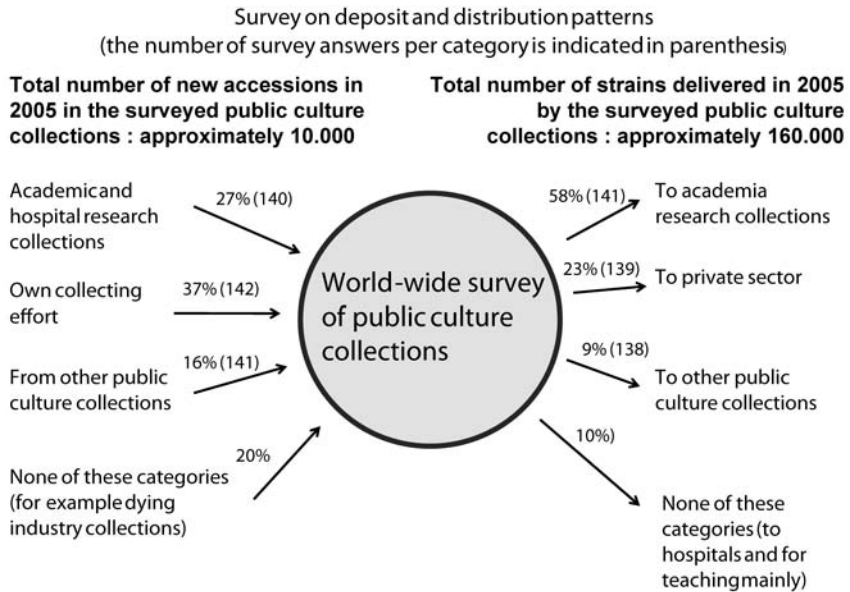 Survey on deposit and distribution patterns
(the number of survey answers per category is indicated in parenthesis)
Total number of new accessions in
2005 in the surveyed public culture
collections : approximately 10.000
Total number of strains delivered in 2005
by the surveyed public culture
collections : approximately 160.000
Academic and
hospital research
collections
27% (140)
Own collecting
effort
37% (142)
From other public
culture collections
16% (141)
None of these categories
(for example dying
industry collections)
20%
World-wide survey
of public culture
collections
58% (141)
To academia
research collections
23% (139)
To private sector
9% (138)
To other public
culture collections
10%)
None of these
categories (to
hospitals and for
teaching mainly)